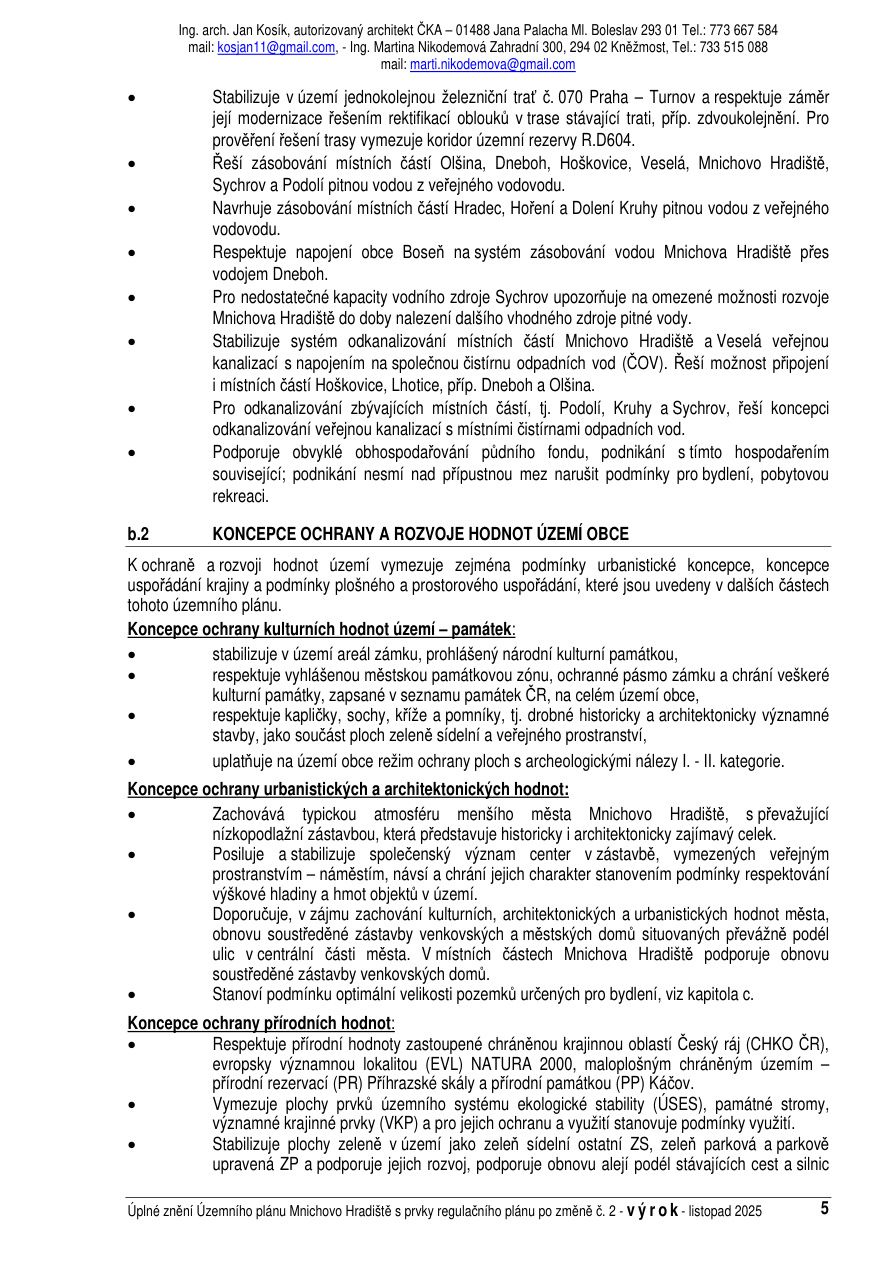 Ing. arch. Jan Kosík, autorizovaný architekt ČKA – 01488 Jana Palacha Ml. Boleslav 293 01 Tel.: 773 667 584
mail: kosjan11@gmail.com, - Ing. Martina Nikodemová Zahradní 300, 294 02 Kněžmost, Tel.: 733 515 088
mail: marti.nikodemova@gmail.com
• Stabilizuje v území jednokolejnou železniční trať č. 070 Praha – Turnov a respektuje záměr
její modernizace řešením rektifikací oblouků v trase stávající trati, příp. zdvoukolejnění. Pro
prověření řešení trasy vymezuje koridor územní rezervy R.D604.
• Řeší zásobování místních částí Olšina, Dneboh, Hoškovice, Veselá, Mnichovo Hradiště,
Sychrov a Podolí pitnou vodou z veřejného vodovodu.
• Navrhuje zásobování místních částí Hradec, Hoření a Dolení Kruhy pitnou vodou z veřejného
vodovodu.
• Respektuje napojení obce Boseň na systém zásobování vodou Mnichova Hradiště přes
vodojem Dneboh.
• Pro nedostatečné kapacity vodního zdroje Sychrov upozorňuje na omezené možnosti rozvoje
Mnichova Hradiště do doby nalezení dalšího vhodného zdroje pitné vody.
• Stabilizuje systém odkanalizování místních částí Mnichovo Hradiště a Veselá veřejnou
kanalizací s napojením na společnou čistírnu odpadních vod (ČOV). Řeší možnost připojení
i místních částí Hoškovice, Lhotice, příp. Dneboh a Olšina.
• Pro odkanalizování zbývajících místních částí, tj. Podolí, Kruhy a Sychrov, řeší koncepci
odkanalizování veřejnou kanalizací s místními čistírnami odpadních vod.
• Podporuje obvyklé obhospodařování půdního fondu, podnikání s tímto hospodařením
související; podnikání nesmí nad přípustnou mez narušit podmínky pro bydlení, pobytovou
rekreaci.
b.2 KONCEPCE OCHRANY A ROZVOJE HODNOT ÚZEMÍ OBCE
K ochraně a rozvoji hodnot území vymezuje zejména podmínky urbanistické koncepce, koncepce
uspořádání krajiny a podmínky plošného a prostorového uspořádání, které jsou uvedeny v dalších částech
tohoto územního plánu.
Koncepce ochrany kulturních hodnot území – památek:
• stabilizuje v území areál zámku, prohlášený národní kulturní památkou,
• respektuje vyhlášenou městskou památkovou zónu, ochranné pásmo zámku a chrání veškeré
kulturní památky, zapsané v seznamu památek ČR, na celém území obce,
• respektuje kapličky, sochy, kříže a pomníky, tj. drobné historicky a architektonicky významné
stavby, jako součást ploch zeleně sídelní a veřejného prostranství,
• uplatňuje na území obce režim ochrany ploch s archeologickými nálezy I. - II. kategorie.
Koncepce ochrany urbanistických a architektonických hodnot:
• Zachovává typickou atmosféru menšího města Mnichovo Hradiště, s převažující
nízkopodlažní zástavbou, která představuje historicky i architektonicky zajímavý celek.
• Posiluje a stabilizuje společenský význam center v zástavbě, vymezených veřejným
prostranstvím – náměstím, návsí a chrání jejich charakter stanovením podmínky respektování
výškové hladiny a hmot objektů v území.
• Doporučuje, v zájmu zachování kulturních, architektonických a urbanistických hodnot města,
obnovu soustředěné zástavby venkovských a městských domů situovaných převážně podél
ulic v centrální části města. V místních částech Mnichova Hradiště podporuje obnovu
soustředěné zástavby venkovských domů.
• Stanoví podmínku optimální velikosti pozemků určených pro bydlení, viz kapitola c.
Koncepce ochrany přírodních hodnot:
• Respektuje přírodní hodnoty zastoupené chráněnou krajinnou oblastí Český ráj (CHKO ČR),
evropsky významnou lokalitou (EVL) NATURA 2000, maloplošným chráněným územím –
přírodní rezervací (PR) Příhrazské skály a přírodní památkou (PP) Káčov.
• Vymezuje plochy prvků územního systému ekologické stability (ÚSES), památné stromy,
významné krajinné prvky (VKP) a pro jejich ochranu a využití stanovuje podmínky využití.
• Stabilizuje plochy zeleně v území jako zeleň sídelní ostatní ZS, zeleň parková a parkově
upravená ZP a podporuje jejich rozvoj, podporuje obnovu alejí podél stávajících cest a silnic
Úplné znění Územního plánu Mnichovo Hradiště s prvky regulačního plánu po změně č. 2 - v ý r o k - listopad 2025 5